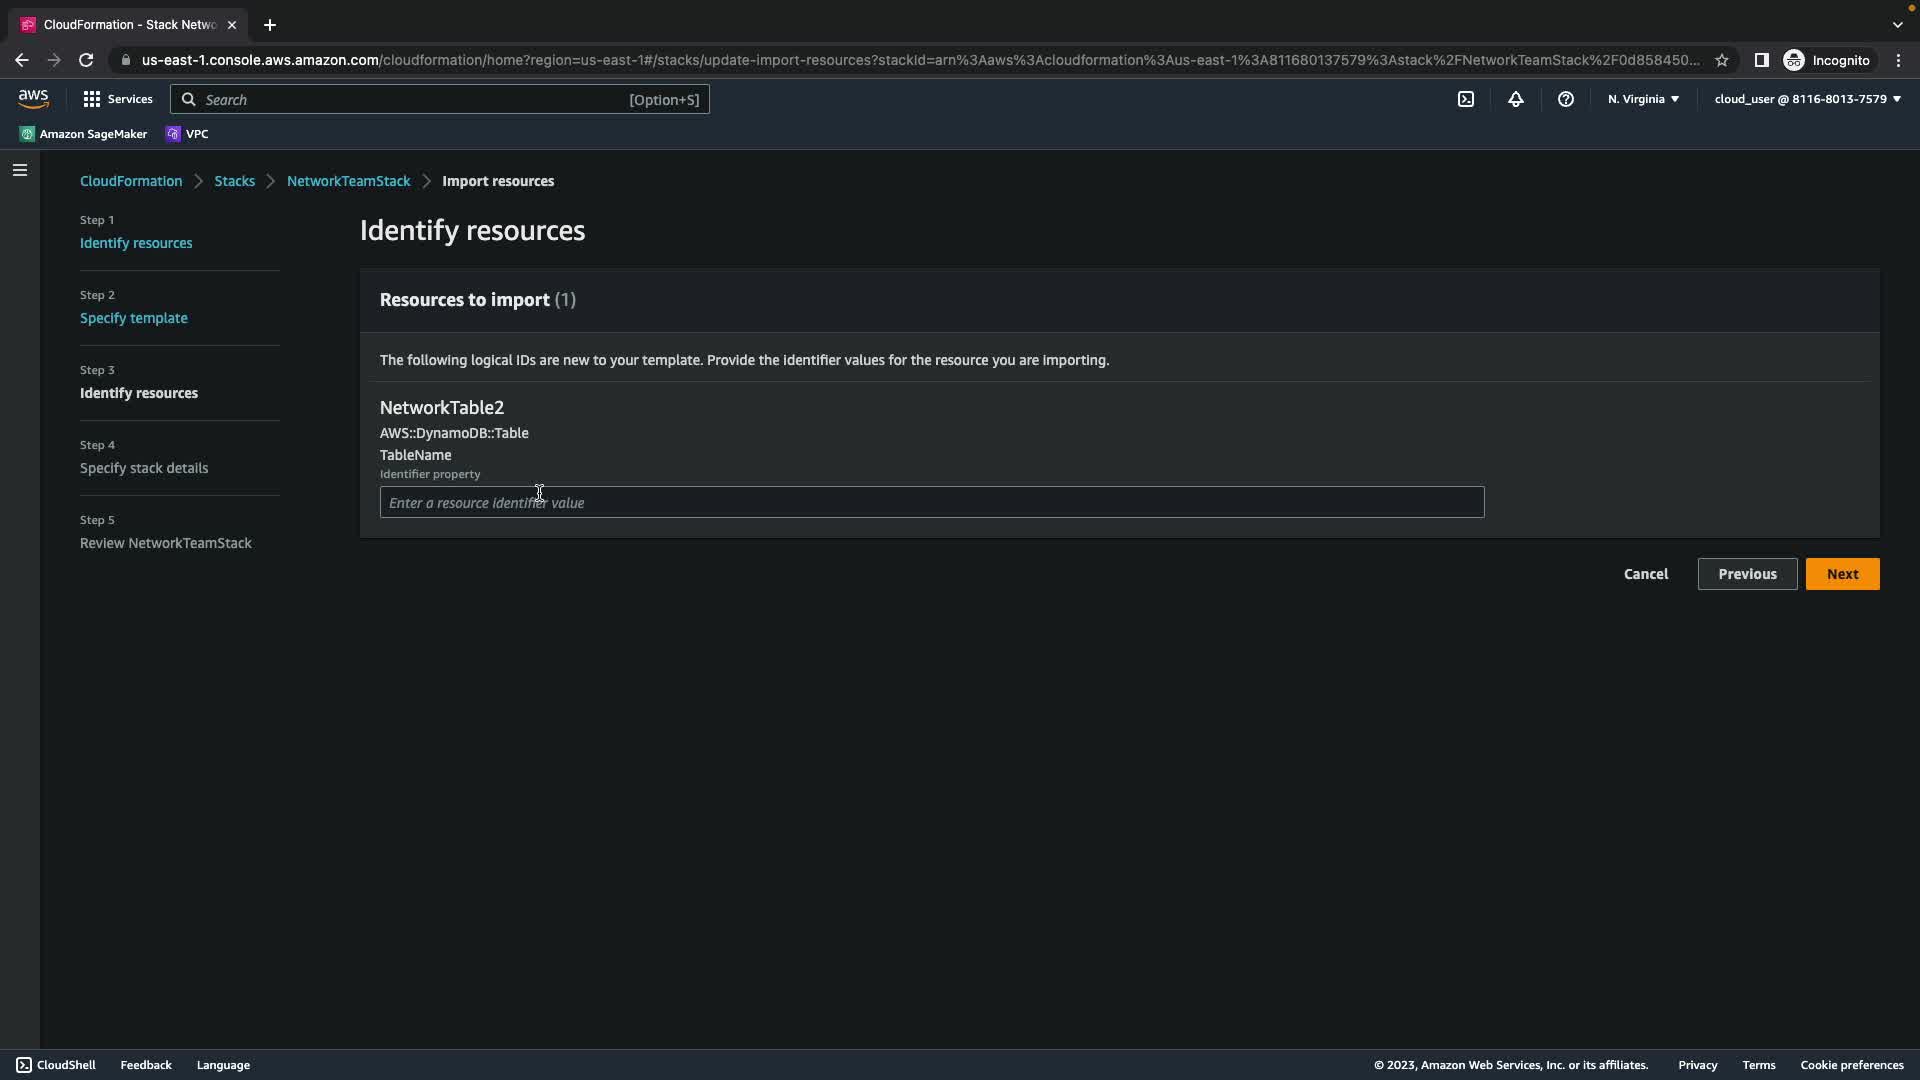 CloudFormation - Stack Netwo
us-east-1.console.aws.amazon.com/cloudformation/home?region=us-east-1#/stacks/update-import-resources?stackId=arn%3Aaws%3Acloudformation%3Aus-east-1%3A811680137579%3Astack%2FNetworkTeamStack%2F0d858450...
Incognito
aws
Services
Search
[Option+S]
N. Virginia
cloud_user @ 8116-8013-7579
Amazon SageMaker
VPC
CloudFormation
Stacks
NetworkTeamStack
Import resources
Step 1
Identify resources
Step 2
Specify template
Step 3
Identify resources
Step 4
Specify stack details
Step 5
Review NetworkTeamStack
Identify resources
Resources to import (1)
The following logical IDs are new to your template. Provide the identifier values for the resource you are importing.
NetworkTable2
AWS::DynamoDB::Table
TableName
Identifier property
Enter a resource identifier value
Cancel
Previous
Next
CloudShell
Feedback
Language
© 2023, Amazon Web Services, Inc. or its affiliates.
Privacy
Terms
Cookie preferences